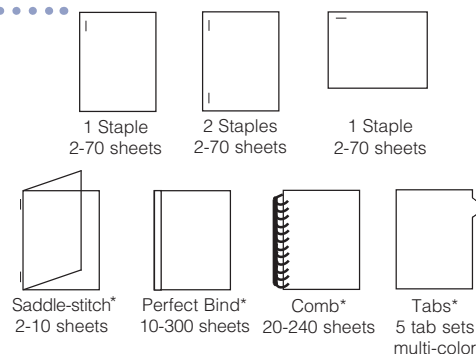 1 Staple
2-70 sheets
2 Staples
2-70 sheets
1 Staple
2-70 sheets
Saddle-stitch*
2-10 sheets
Perfect Bind*
10-300 sheets
Comb*
20-240 sheets
Tabs*
5 tab sets
multi-color